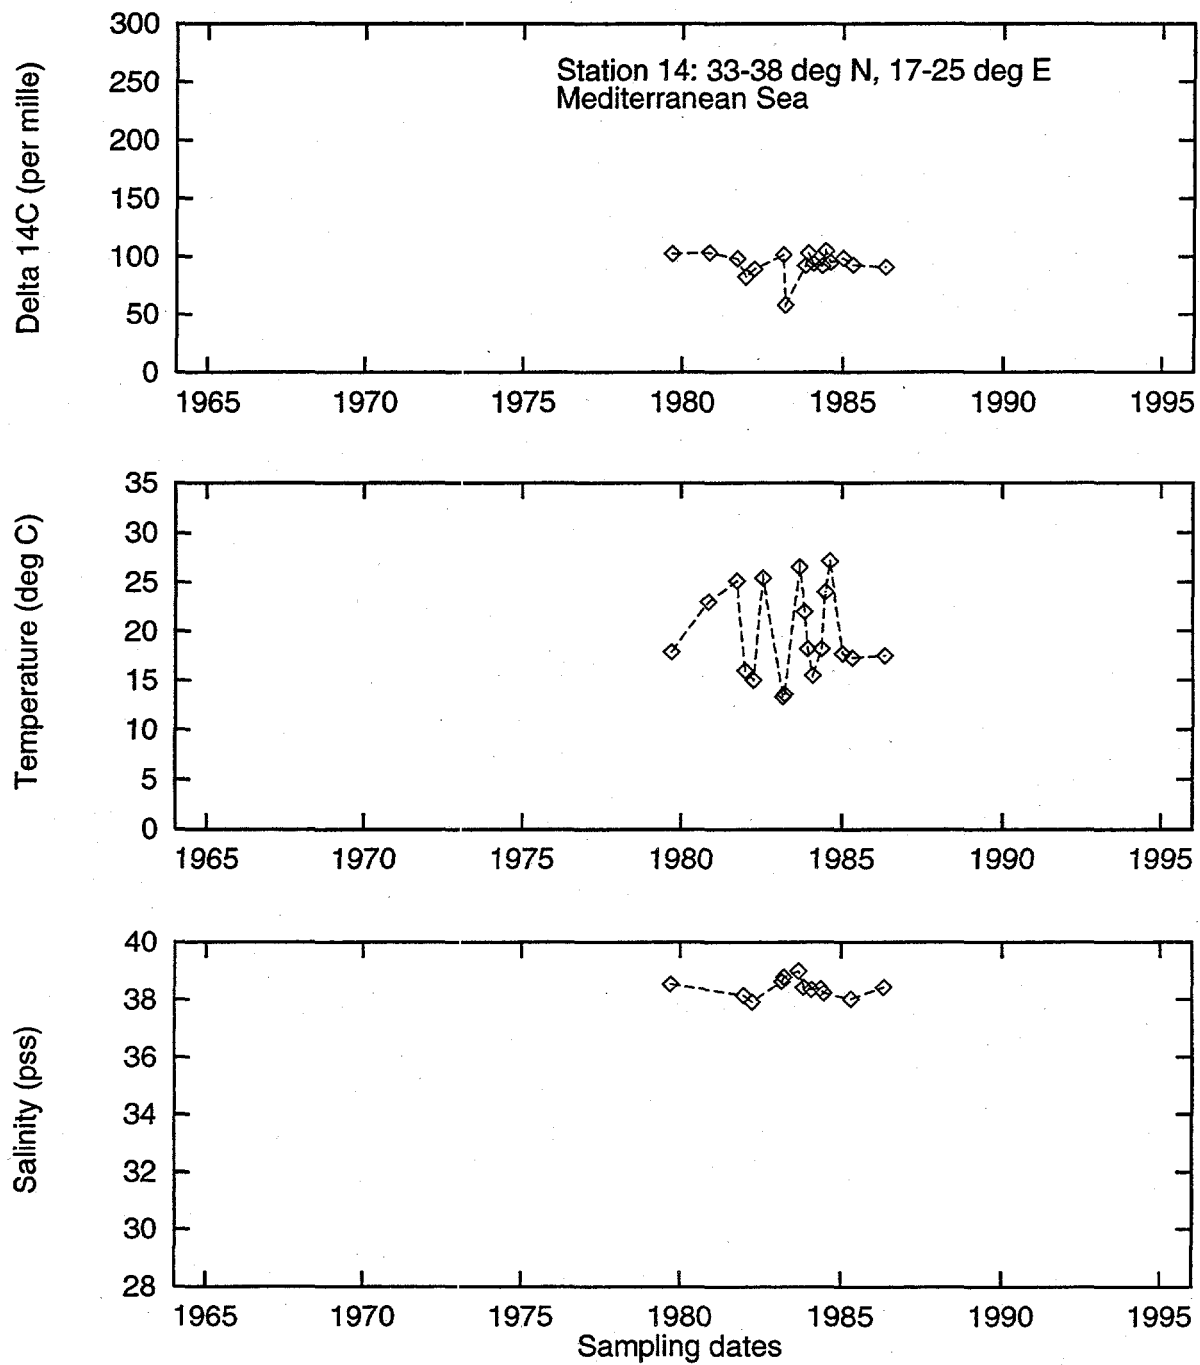 300
250
200
150
100
50
0
Delta 14C (per mille)
Station 14: 33-38 deg N, 17-25 deg E
Mediterranean Sea
1965 1970 1975 1980 1985 1990 1995
35
30
25
20
15
10
5
0
Temperature (deg C)
1965 1970 1975 1980 1985 1990 1995
40
38
36
34
32
30
28
Salinity (pss)
1965 1970 1975 1980 1985 1990 1995
Sampling dates